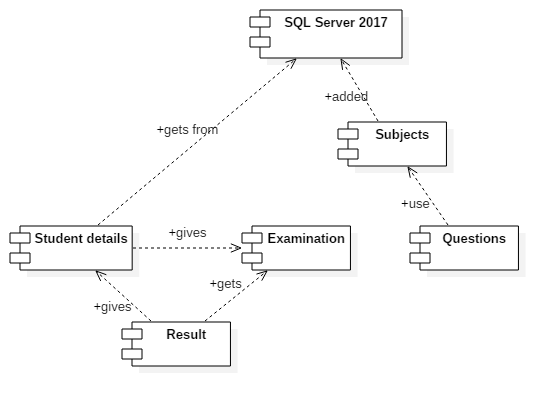 SQL Server 2017
+added
+gets from
Subjects
+use
Student details
+gives
Examination
Questions
+gives
+gets
Result